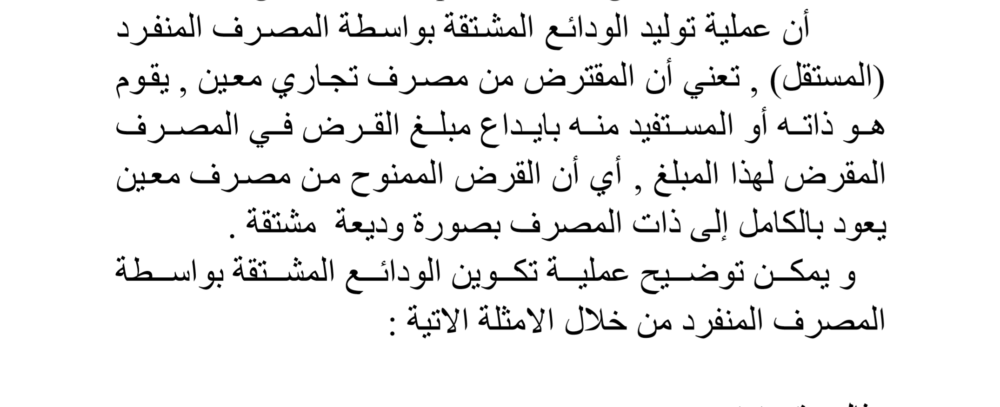 أن عملية توليد الودائع المشتقة بواسطة المصرف المنفرد
(المستقل) , تعني أن المقترض من مصرف تجاري معين , يقوم
هو ذاته أو المستفيد منه بايداع مبلغ القرض في المصرف
المقرض لهذا المبلغ , أي أن القرض الممنوح من مصرف معين
يعود بالكامل إلى ذات المصرف بصورة وديعة مشتقة .
و يمكن توضيح عملية تكوين الودائع المشتقة بواسطة
المصرف المنفرد من خلال الامثلة الاتية :